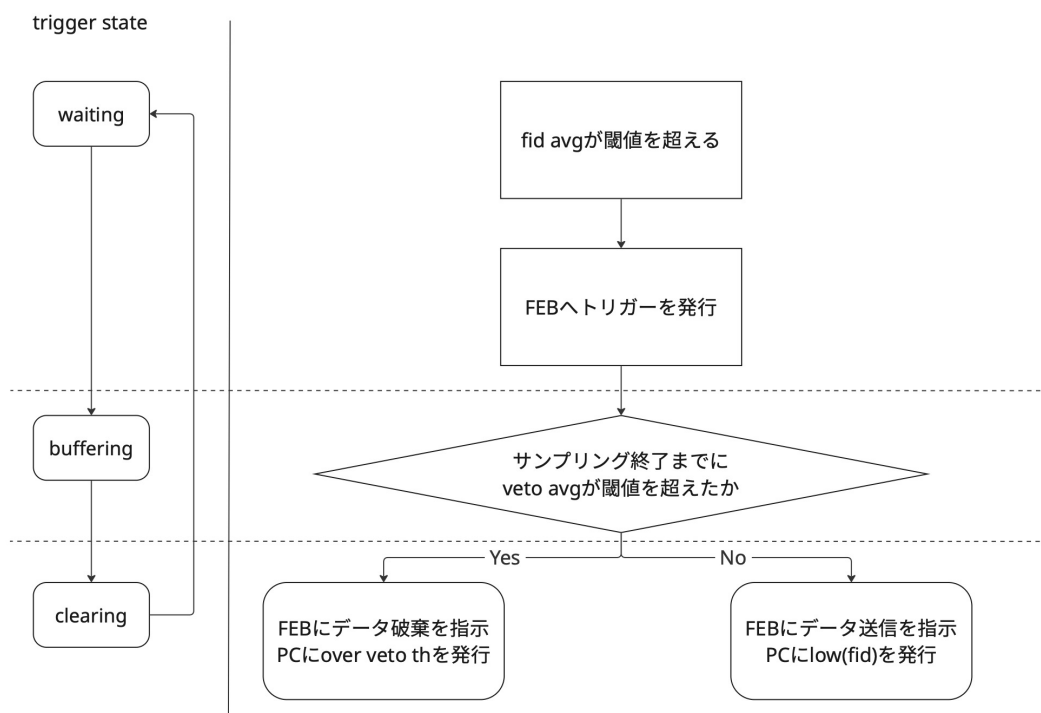 trigger state
waiting
fid avgが閾値を超える
FEBへトリガーを発行
buffering
サンプリング終了までに
veto avgが閾値を超えたか
Yes
No
clearing
FEBにデータ破棄を指示
PCにover veto thを発行
FEBにデータ送信を指示
PCにlow(fid)を発行